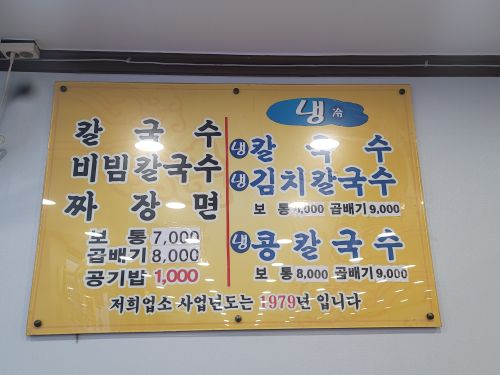 칼 국 수
비빔칼국수
짜 장 면
보 통 7,000
곱배기 8,000
공기밥 1,000
냉 冷
냉 칼 국 수
냉 김치칼국수
보 통 ,000 곱배기 9,000
냉 콩 칼 국 수
보 통 8,000 곱배기 9,000
저희업소 사업년도는 1979년 입니다